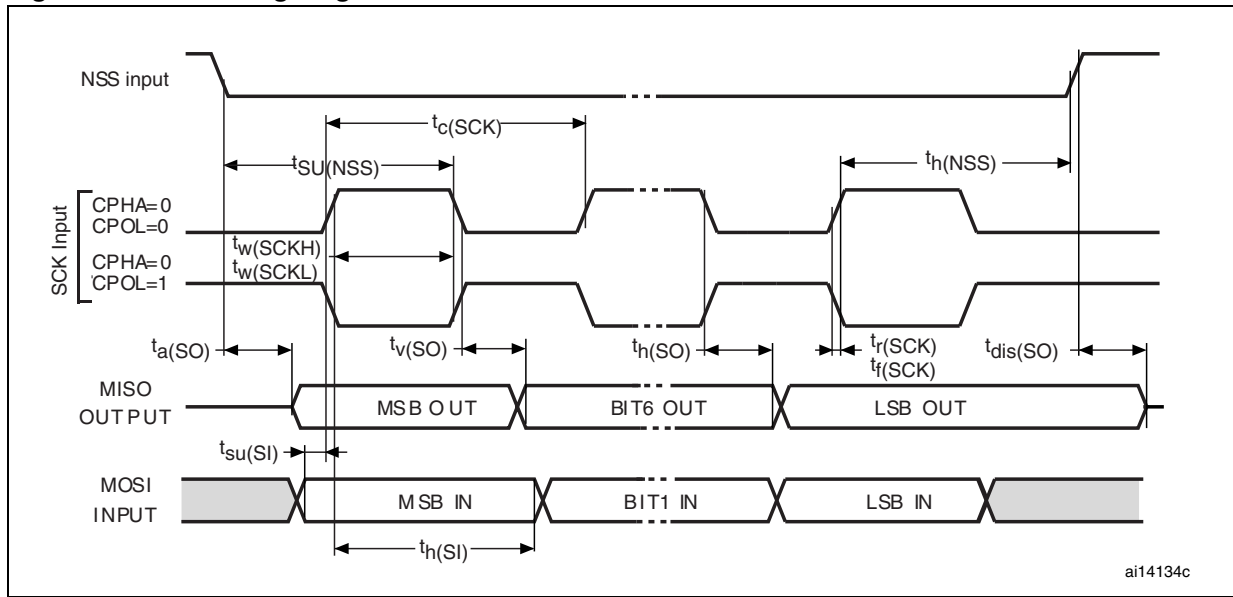 NSS input
tc(SCK)
tSU(NSS)
th(NSS)
SCK Input
CPHA=0
CPOL=0
tw(SCKH)
CPHA=0
tw(SCKL)
CPOL=1
ta(SO)
tv(SO)
th(SO)
tr(SCK)
tf(SCK)
tdis(SO)
MISO
OUTPUT
MSB OUT
BIT6 OUT
LSB OUT
tsu(SI)
MOSI
INPUT
MSB IN
BIT1 IN
LSB IN
th(SI)
ai14134c